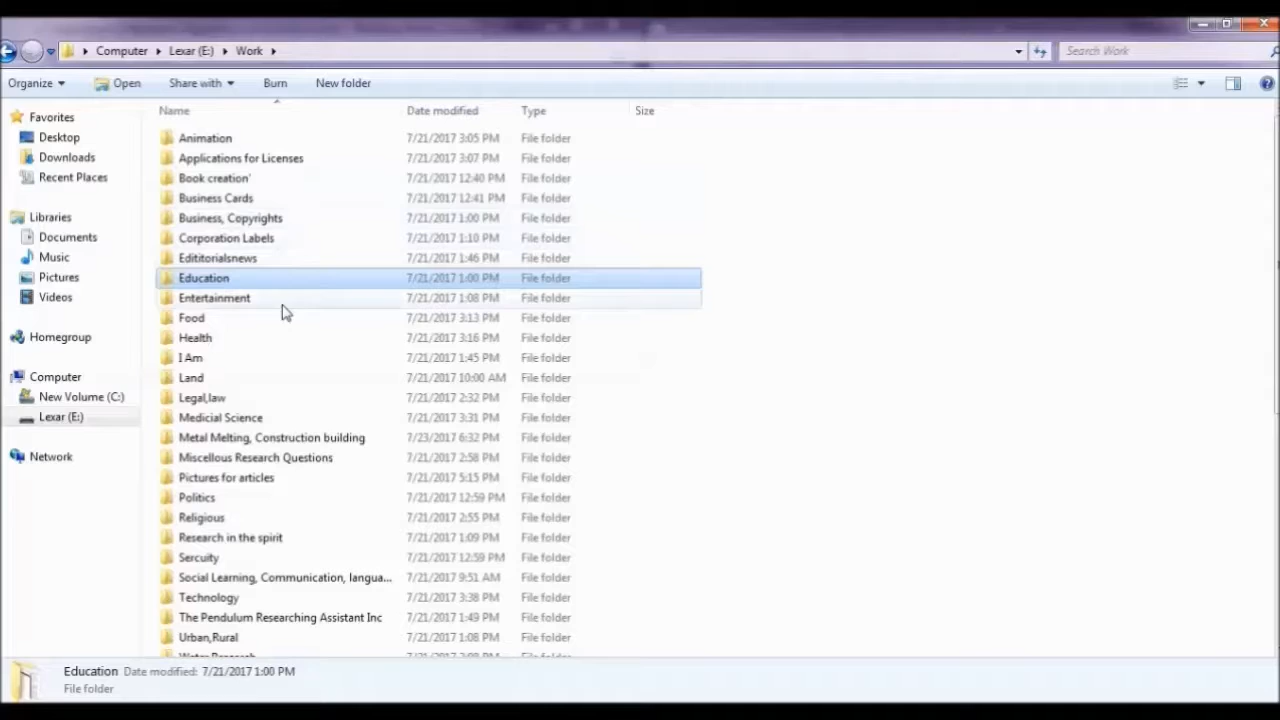 Computer Lexar (E:) Work Search Work
Organize Open Share with Burn New folder
Name Date modified Type Size
Favorites
Desktop
Downloads
Recent Places
Libraries
Documents
Music
Pictures
Videos
Homegroup
Computer
New Volume (C:)
Lexar (E:)
Network
Animation 7/21/2017 3:05 PM File folder
Applications for Licenses 7/21/2017 3:07 PM File folder
Book creation' 7/21/2017 12:40 PM File folder
Business Cards 7/21/2017 12:41 PM File folder
Business, Copyrights 7/21/2017 1:00 PM File folder
Corporation Labels 7/21/2017 1:10 PM File folder
Edititorialsnews 7/21/2017 1:46 PM File folder
Education 7/21/2017 1:00 PM File folder
Entertainment 7/21/2017 1:08 PM File folder
Food 7/21/2017 3:13 PM File folder
Health 7/21/2017 3:16 PM File folder
I Am 7/21/2017 1:45 PM File folder
Land 7/21/2017 10:00 AM File folder
Legal,law 7/21/2017 2:32 PM File folder
Medicial Science 7/21/2017 3:31 PM File folder
Metal Melting, Construction building 7/23/2017 6:32 PM File folder
Miscellous Research Questions 7/21/2017 2:58 PM File folder
Pictures for articles 7/21/2017 5:15 PM File folder
Politics 7/21/2017 12:59 PM File folder
Religious 7/21/2017 2:55 PM File folder
Research in the spirit 7/21/2017 1:09 PM File folder
Sercuity 7/21/2017 12:59 PM File folder
Social Learning, Communication, langua... 7/21/2017 9:51 AM File folder
Technology 7/21/2017 3:38 PM File folder
The Pendulum Researching Assistant Inc 7/21/2017 1:49 PM File folder
Urban,Rural 7/21/2017 1:08 PM File folder
Education Date modified: 7/21/2017 1:00 PM
File folder